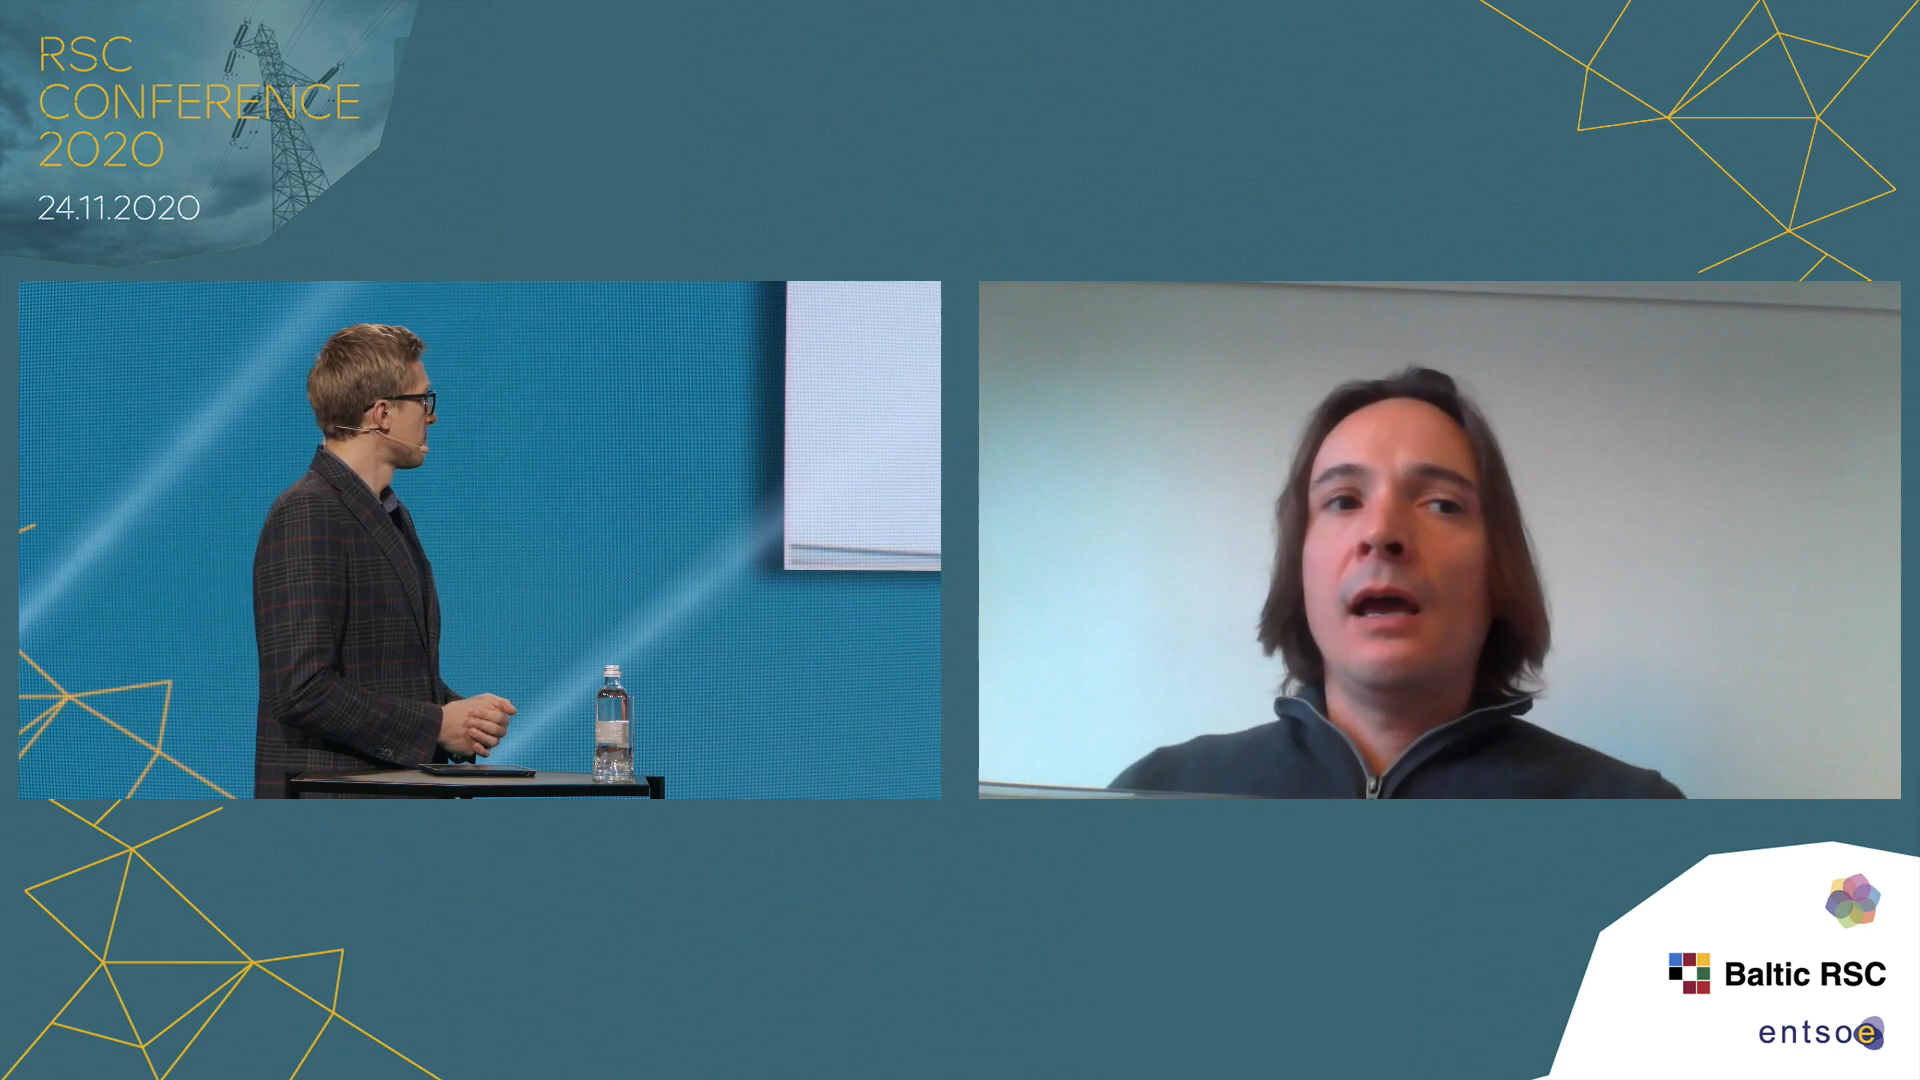 RSC
CONFERENCE
2020
24.11.2020
Baltic RSC
entsoe